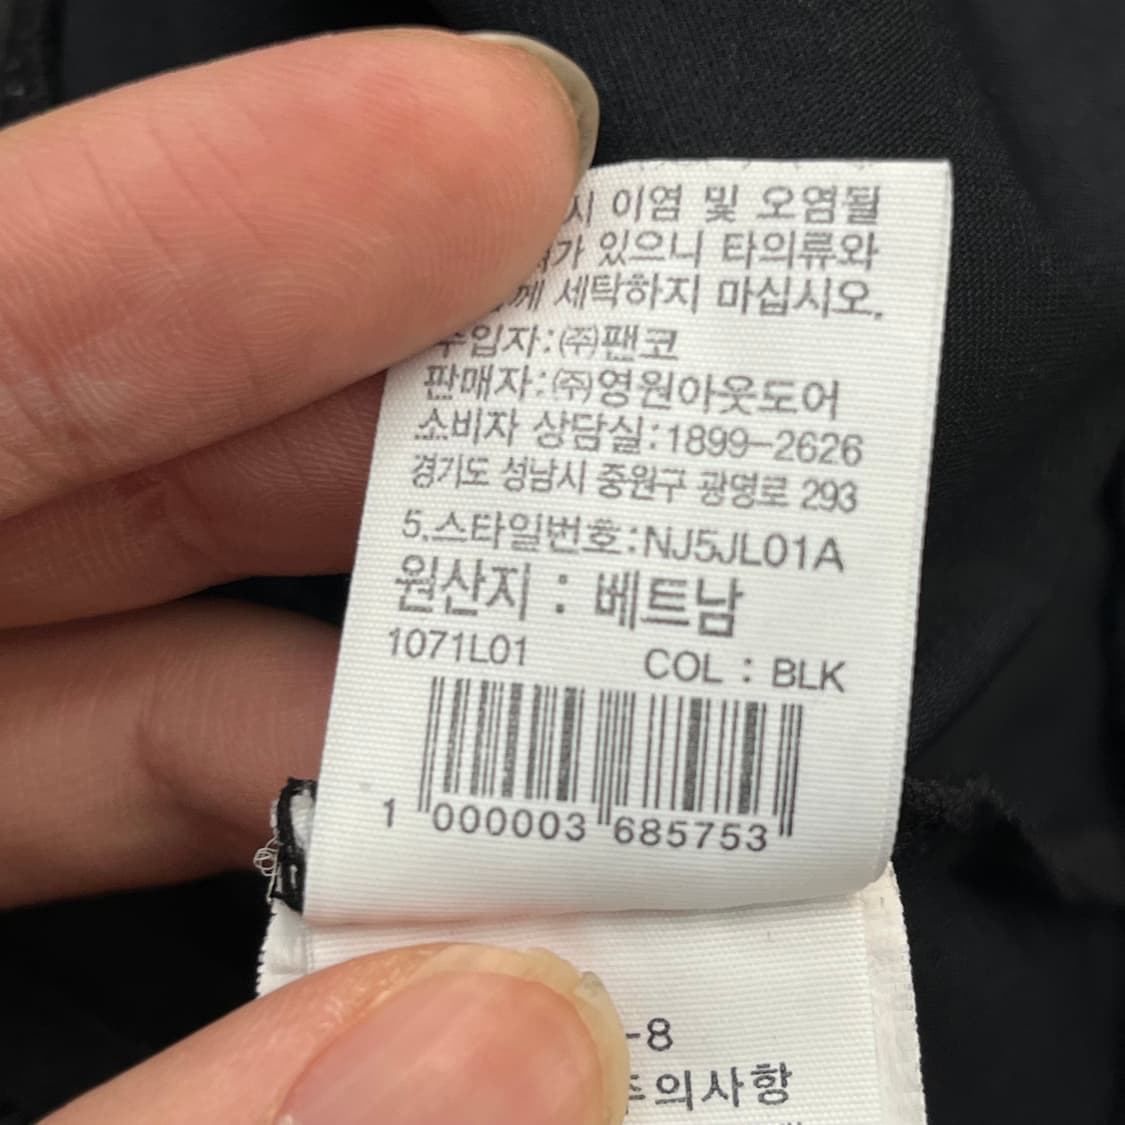 시 이염 및 오염될
가 있으니 타의류와
께 세탁하지 마십시오.
수입자:㈜팬코
판매자:㈜영원아웃도어
소비자 상담실:1899-2626
경기도 성남시 중원구 광명로 293
5.스타일번호:NJ5JL01A
원산지 : 베트남
1071L01 COL : BLK
1 000003 685753
-8
주의사항